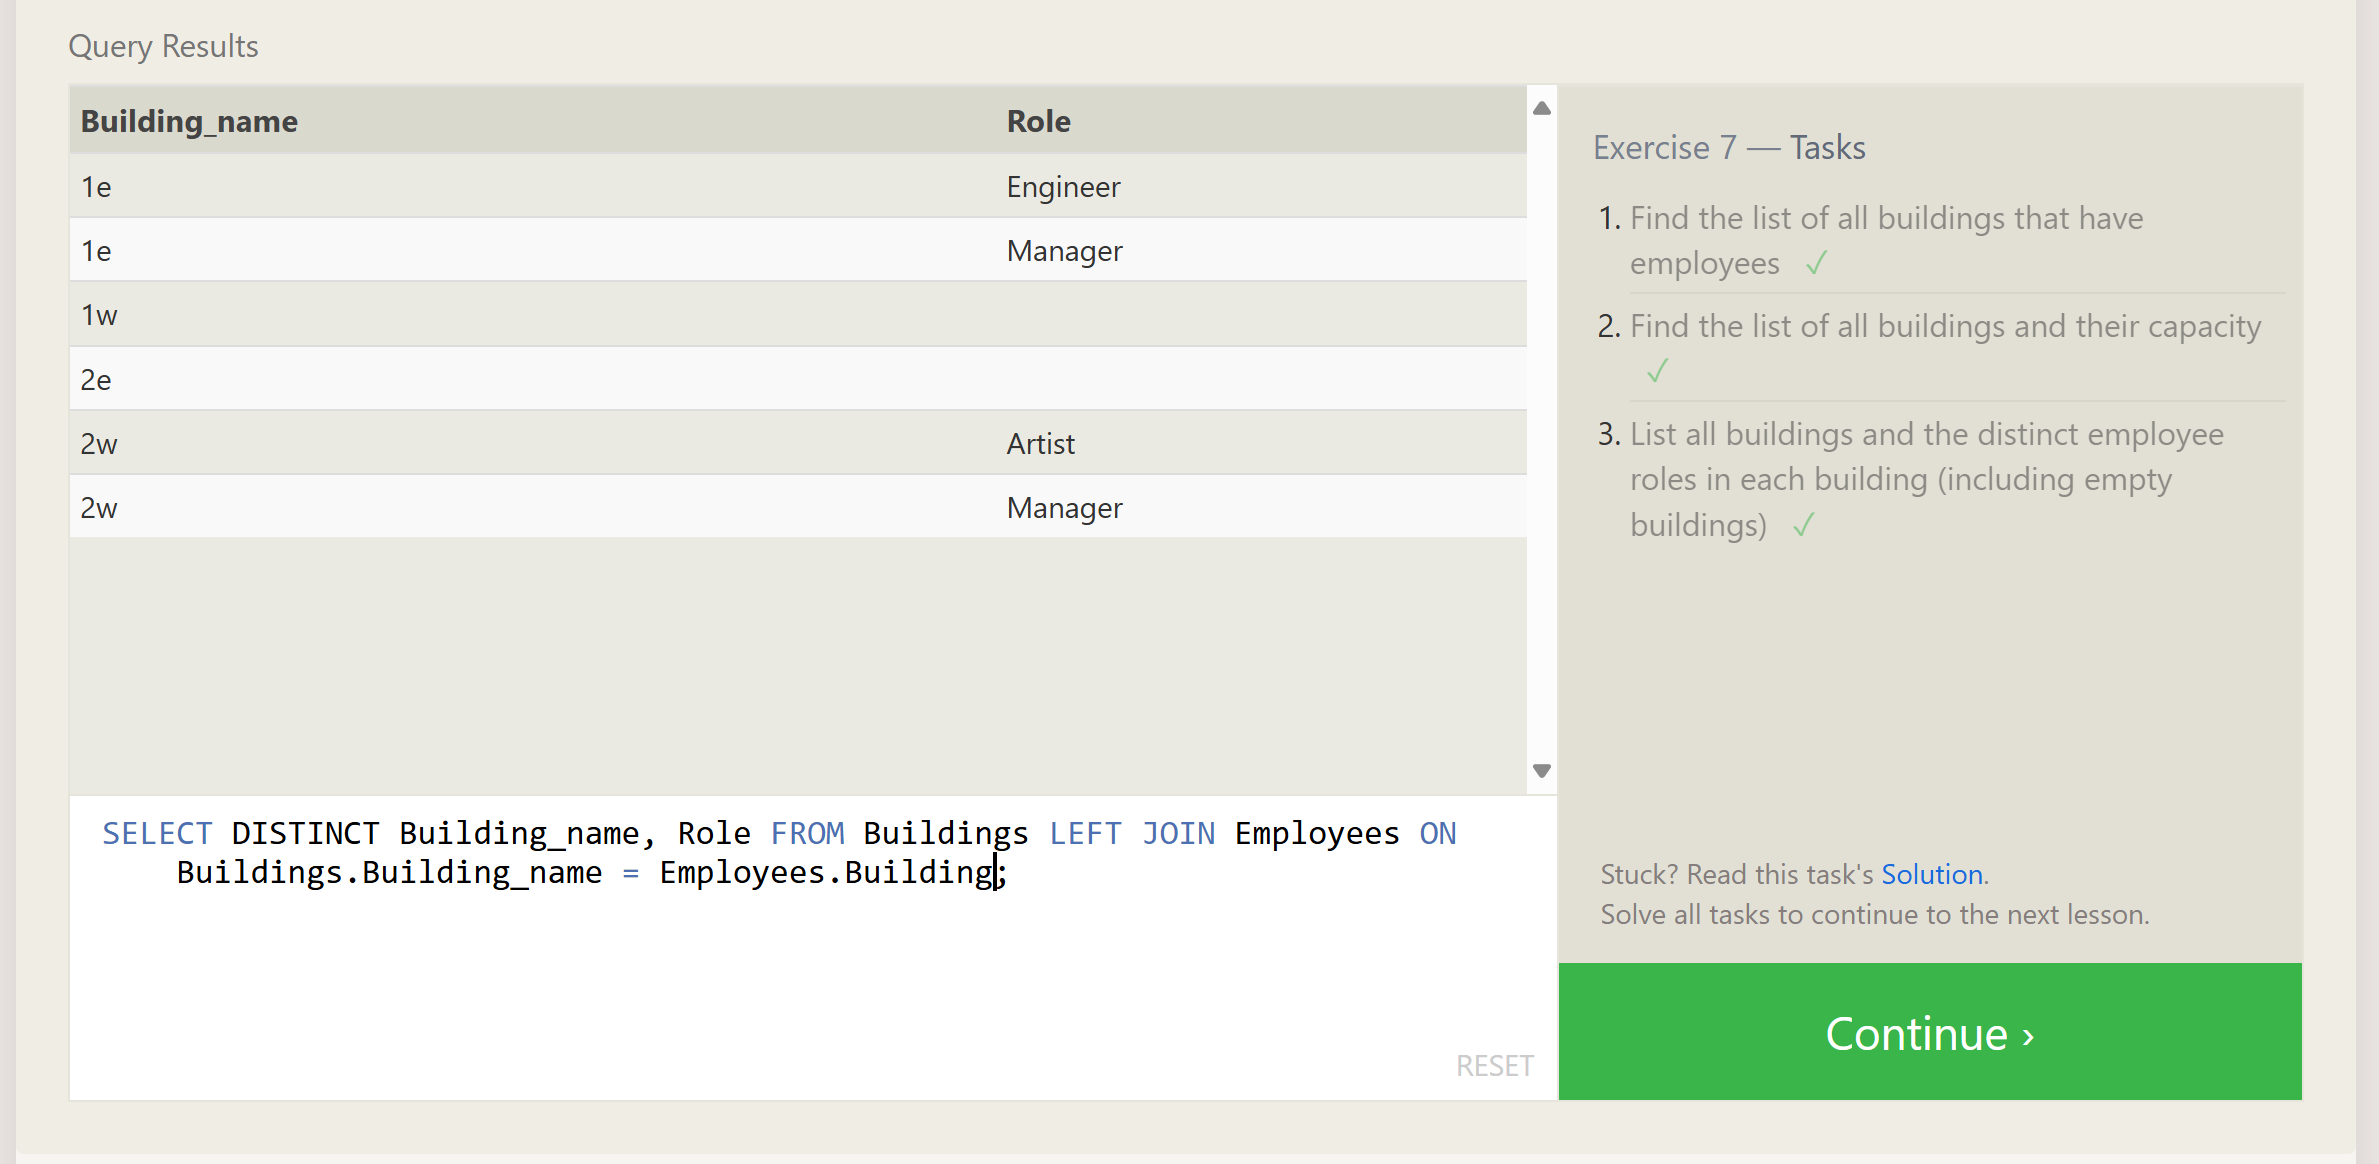 Query Results
Building_name Role
1e Engineer
1e Manager
1w
2e
2w Artist
2w Manager
SELECT DISTINCT Building_name, Role FROM Buildings LEFT JOIN Employees ON
Buildings.Building_name = Employees.Building;
RESET
Exercise 7 — Tasks
1. Find the list of all buildings that have
employees ✓
2. Find the list of all buildings and their capacity
✓
3. List all buildings and the distinct employee
roles in each building (including empty
buildings) ✓
Stuck? Read this task's Solution.
Solve all tasks to continue to the next lesson.
Continue ›